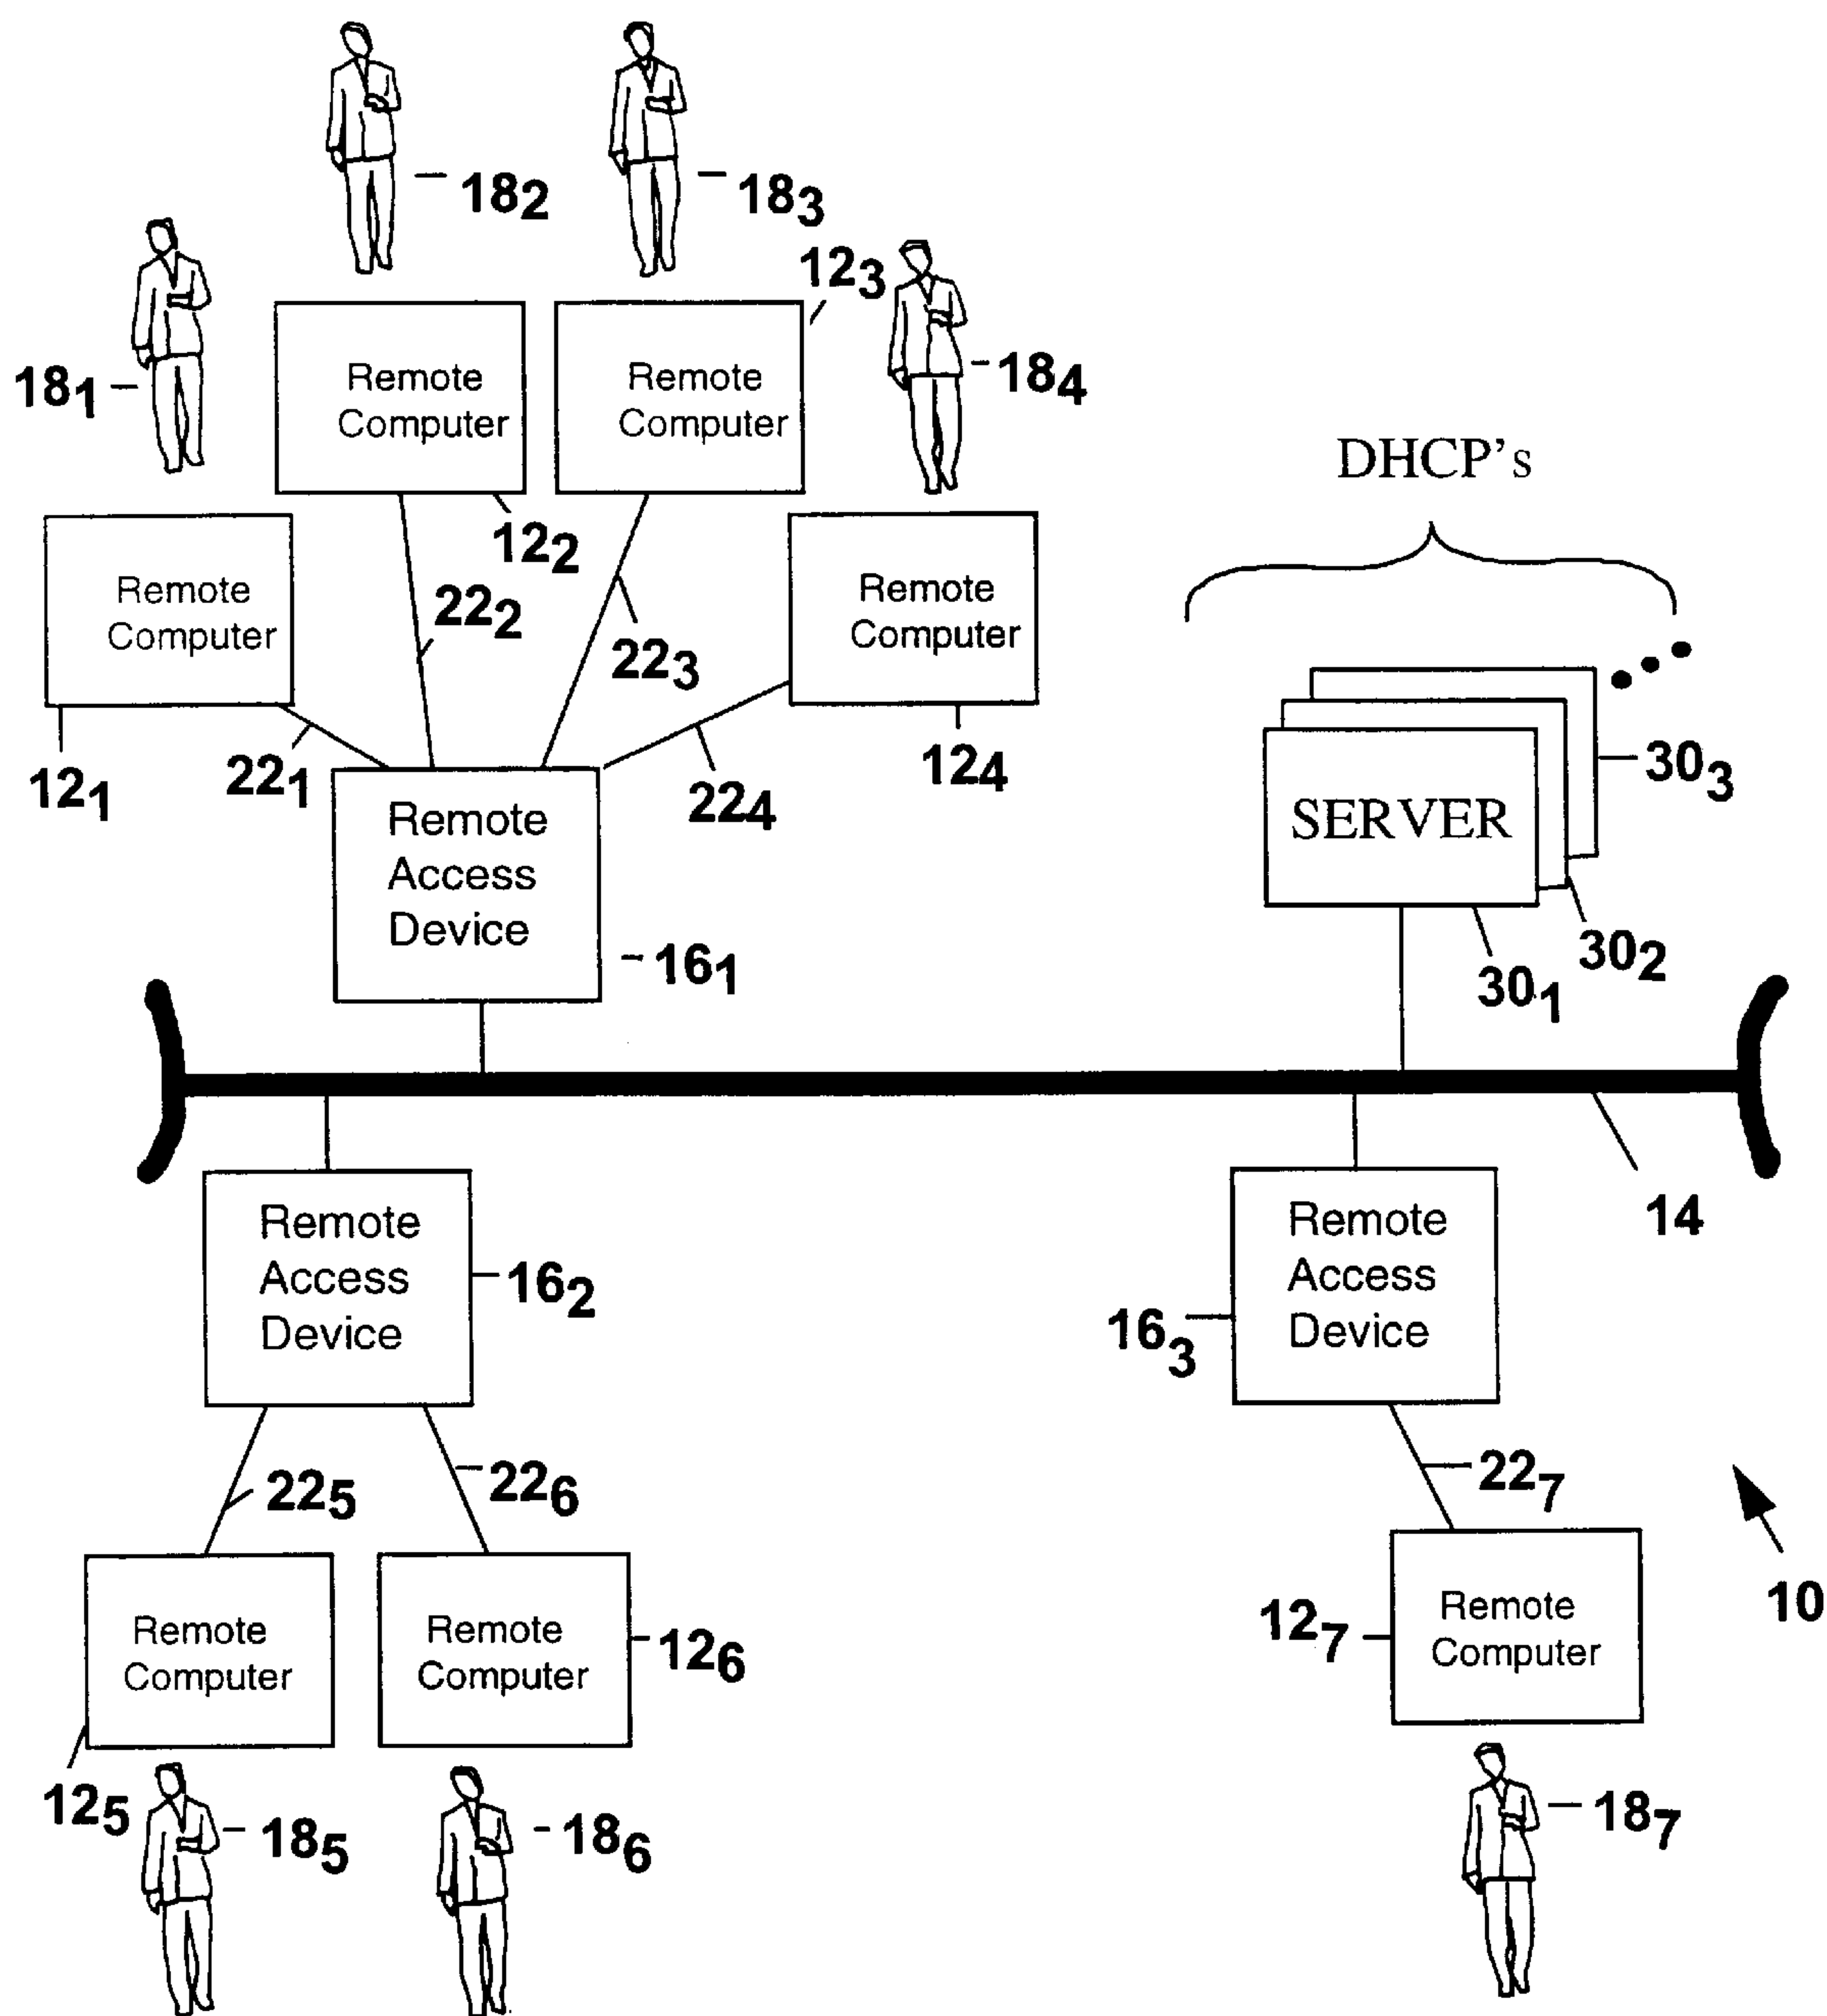 18₂
18₃
12₃
18₁
Remote
Computer
Remote
Computer
18₄
DHCP's
12₂
Remote
Computer
22₂
22₃
Remote
Computer
12₁
22₁
22₄
12₄
30₃
Remote
Access
Device
SERVER
16₁
30₂
30₁
Remote
Access
Device
16₂
Remote
Access
Device
14
16₃
22₅
22₆
22₇
10
Remote
Computer
Remote
Computer
12₆
12₇
Remote
Computer
12₅
18₅
18₆
18₇